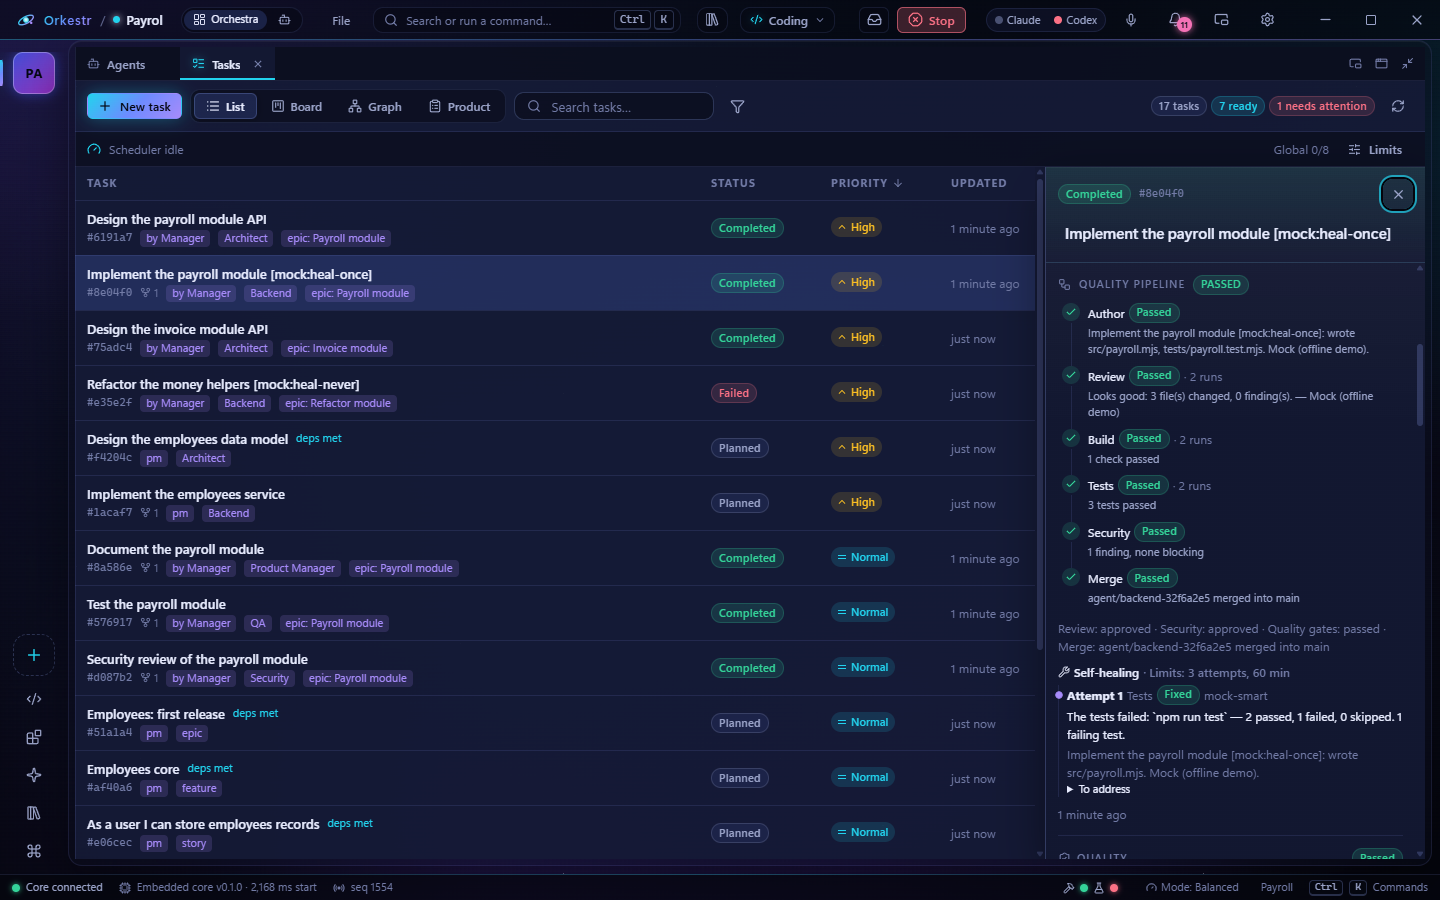 Orkestr / Payrol
Orchestra
File
Search or run a command...
Ctrl K
Coding
Stop
Claude
Codex
11
PA
Agents
Tasks
New task
List
Board
Graph
Product
Search tasks...
17 tasks
7 ready
1 needs attention
Scheduler idle
Global 0/8
Limits
TASK STATUS PRIORITY UPDATED
Design the payroll module API
#6191a7 by Manager Architect epic: Payroll module
Completed High 1 minute ago
Implement the payroll module [mock:heal-once]
#8e04f0 1 by Manager Backend epic: Payroll module
Completed High 1 minute ago
Design the invoice module API
#75adc4 by Manager Architect epic: Invoice module
Completed High just now
Refactor the money helpers [mock:heal-never]
#e35e2f by Manager Backend epic: Refactor module
Failed High just now
Design the employees data model deps met
#f4204c pm Architect
Planned High just now
Implement the employees service
#1acaf7 1 pm Backend
Planned High just now
Document the payroll module
#8a586e 1 by Manager Product Manager epic: Payroll module
Completed Normal 1 minute ago
Test the payroll module
#576917 1 by Manager QA epic: Payroll module
Completed Normal 1 minute ago
Security review of the payroll module
#d087b2 1 by Manager Security epic: Payroll module
Completed Normal 1 minute ago
Employees: first release deps met
#51a1a4 pm epic
Planned Normal just now
Employees core deps met
#af40a6 pm feature
Planned Normal just now
As a user I can store employees records deps met
#e06cec pm story
Planned Normal just now
Completed #8e04f0
Implement the payroll module [mock:heal-once]
QUALITY PIPELINE PASSED
Author Passed
Implement the payroll module [mock:heal-once]: wrote
src/payroll.mjs, tests/payroll.test.mjs. Mock (offline demo).
Review Passed · 2 runs
Looks good: 3 file(s) changed, 0 finding(s). — Mock (offline
demo)
Build Passed · 2 runs
1 check passed
Tests Passed · 2 runs
3 tests passed
Security Passed
1 finding, none blocking
Merge Passed
agent/backend-32f6a2e5 merged into main
Review: approved · Security: approved · Quality gates: passed ·
Merge: agent/backend-32f6a2e5 merged into main
Self-healing · Limits: 3 attempts, 60 min
Attempt 1 Tests Fixed mock-smart
The tests failed: `npm run test` — 2 passed, 1 failed, 0 skipped. 1
failing test.
Implement the payroll module [mock:heal-once]: wrote
src/payroll.mjs. Mock (offline demo).
To address
1 minute ago
QUALITY Passed
Core connected
Embedded core v0.1.0 · 2,168 ms start
seq 1554
Mode: Balanced
Payroll
Ctrl K Commands